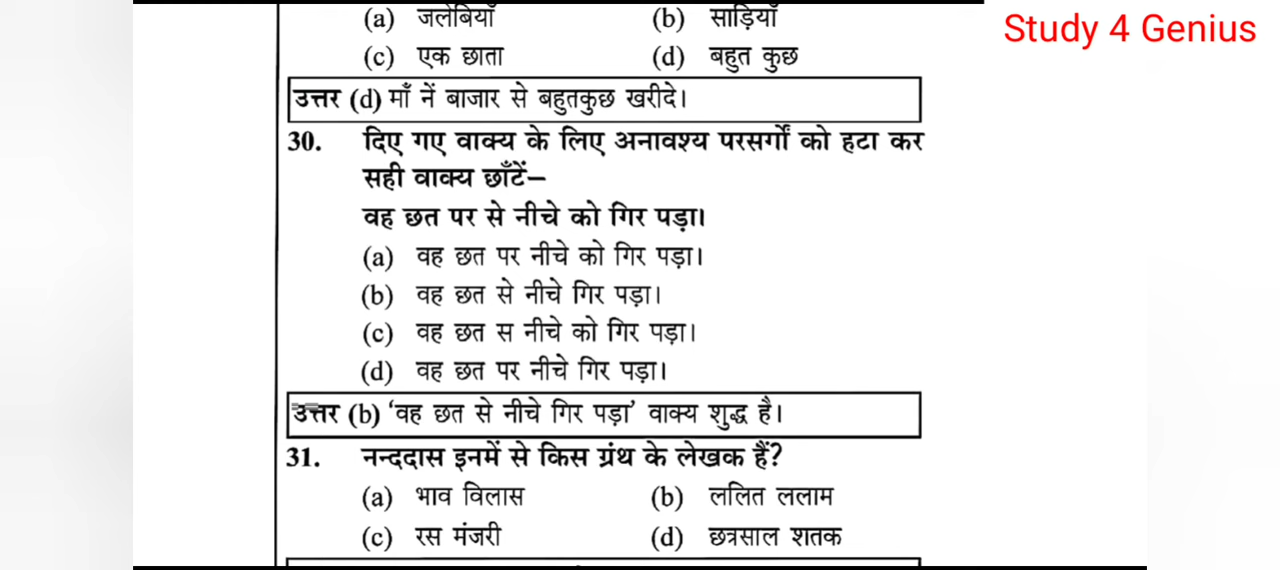 (a) जलेबियाँ (b) साड़ियाँ
Study 4 Genius
(c) एक छाता (d) बहुत कुछ
उत्तर (d) माँ नें बाजार से बहुतकुछ खरीदे।
30. दिए गए वाक्य के लिए अनावश्य परसर्गों को हटा कर
सही वाक्य छाँटें–
वह छत पर से नीचे को गिर पड़ा।
(a) वह छत पर नीचे को गिर पड़ा।
(b) वह छत से नीचे गिर पड़ा।
(c) वह छत स नीचे को गिर पड़ा।
(d) वह छत पर नीचे गिर पड़ा।
उत्तर (b) ‘वह छत से नीचे गिर पड़ा’ वाक्य शुद्ध है।
31. नन्ददास इनमें से किस ग्रंथ के लेखक हैं?
(a) भाव विलास (b) ललित ललाम
(c) रस मंजरी (d) छत्रसाल शतक